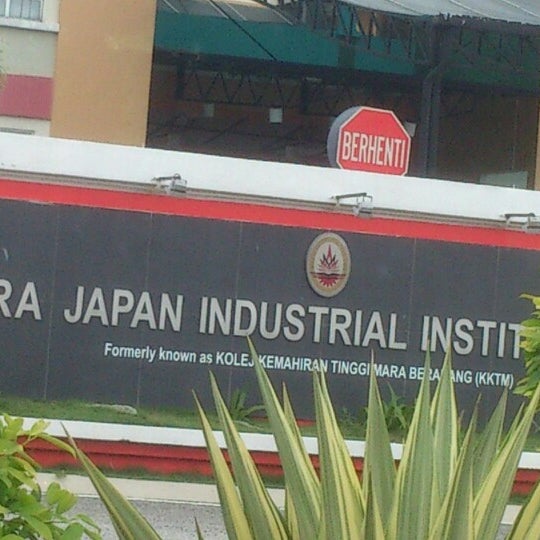 BERHENTI
RA JAPAN INDUSTRIAL INSTIT
Formerly known as KOLEJ KEMAHIRAN TINGGI MARA BERANANG (KKTM)